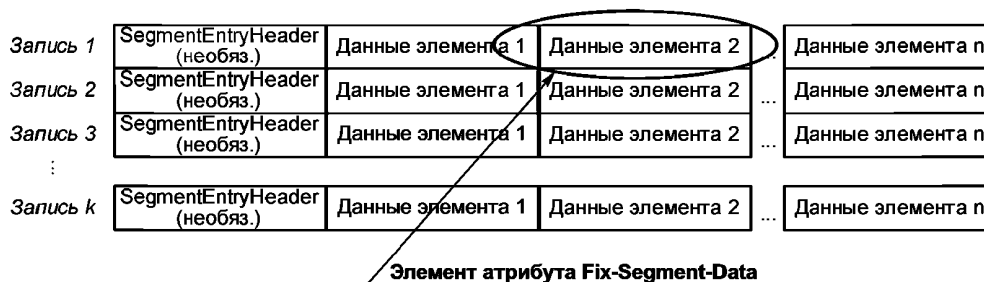 Запись 1 SegmentEntryHeader (необяз.) Данные элемента 1 Данные элемента 2 ... Данные элемента n
Запись 2 SegmentEntryHeader (необяз.) Данные элемента 1 Данные элемента 2 ... Данные элемента n
Запись 3 SegmentEntryHeader (необяз.) Данные элемента 1 Данные элемента 2 ... Данные элемента n
⋮
Запись k SegmentEntryHeader (необяз.) Данные элемента 1 Данные элемента 2 ... Данные элемента n
Элемент атрибута Fix-Segment-Data